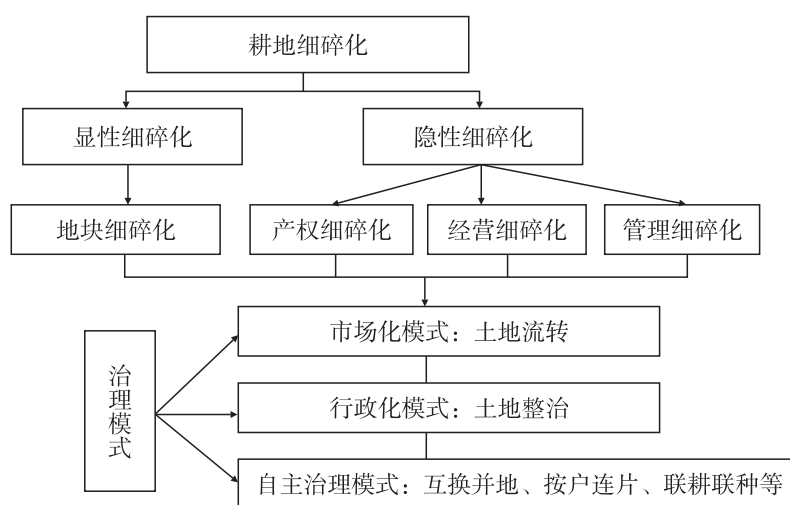 耕地细碎化
显性细碎化
隐性细碎化
地块细碎化
产权细碎化
经营细碎化
管理细碎化
市场化模式：土地流转
治理模式
行政化模式：土地整治
自主治理模式：互换并地、按户连片、联耕联种等